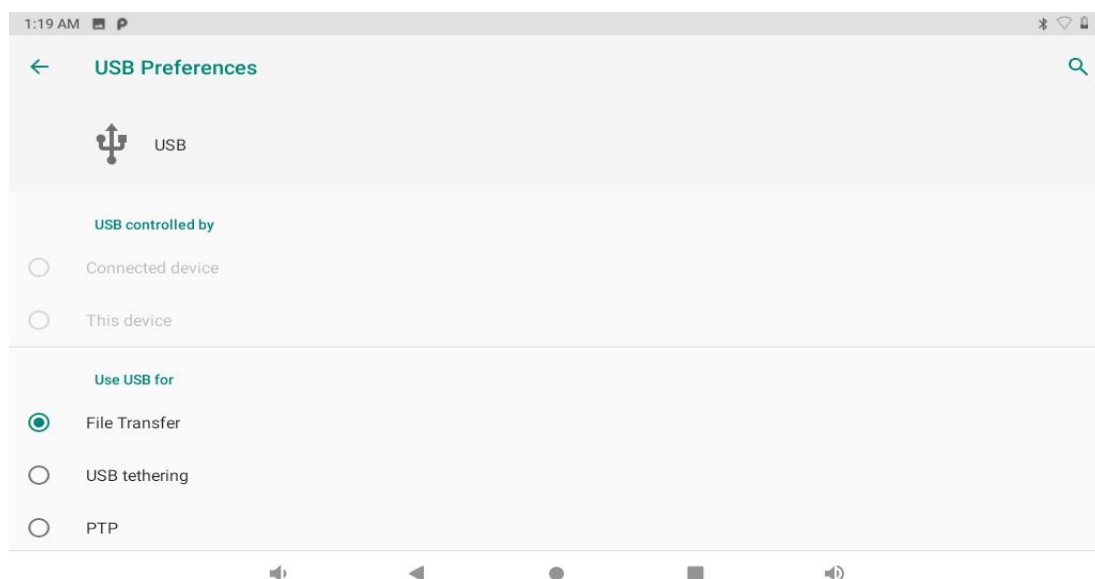 1:19 AM
USB Preferences
USB
USB controlled by
Connected device
This device
Use USB for
File Transfer
USB tethering
PTP